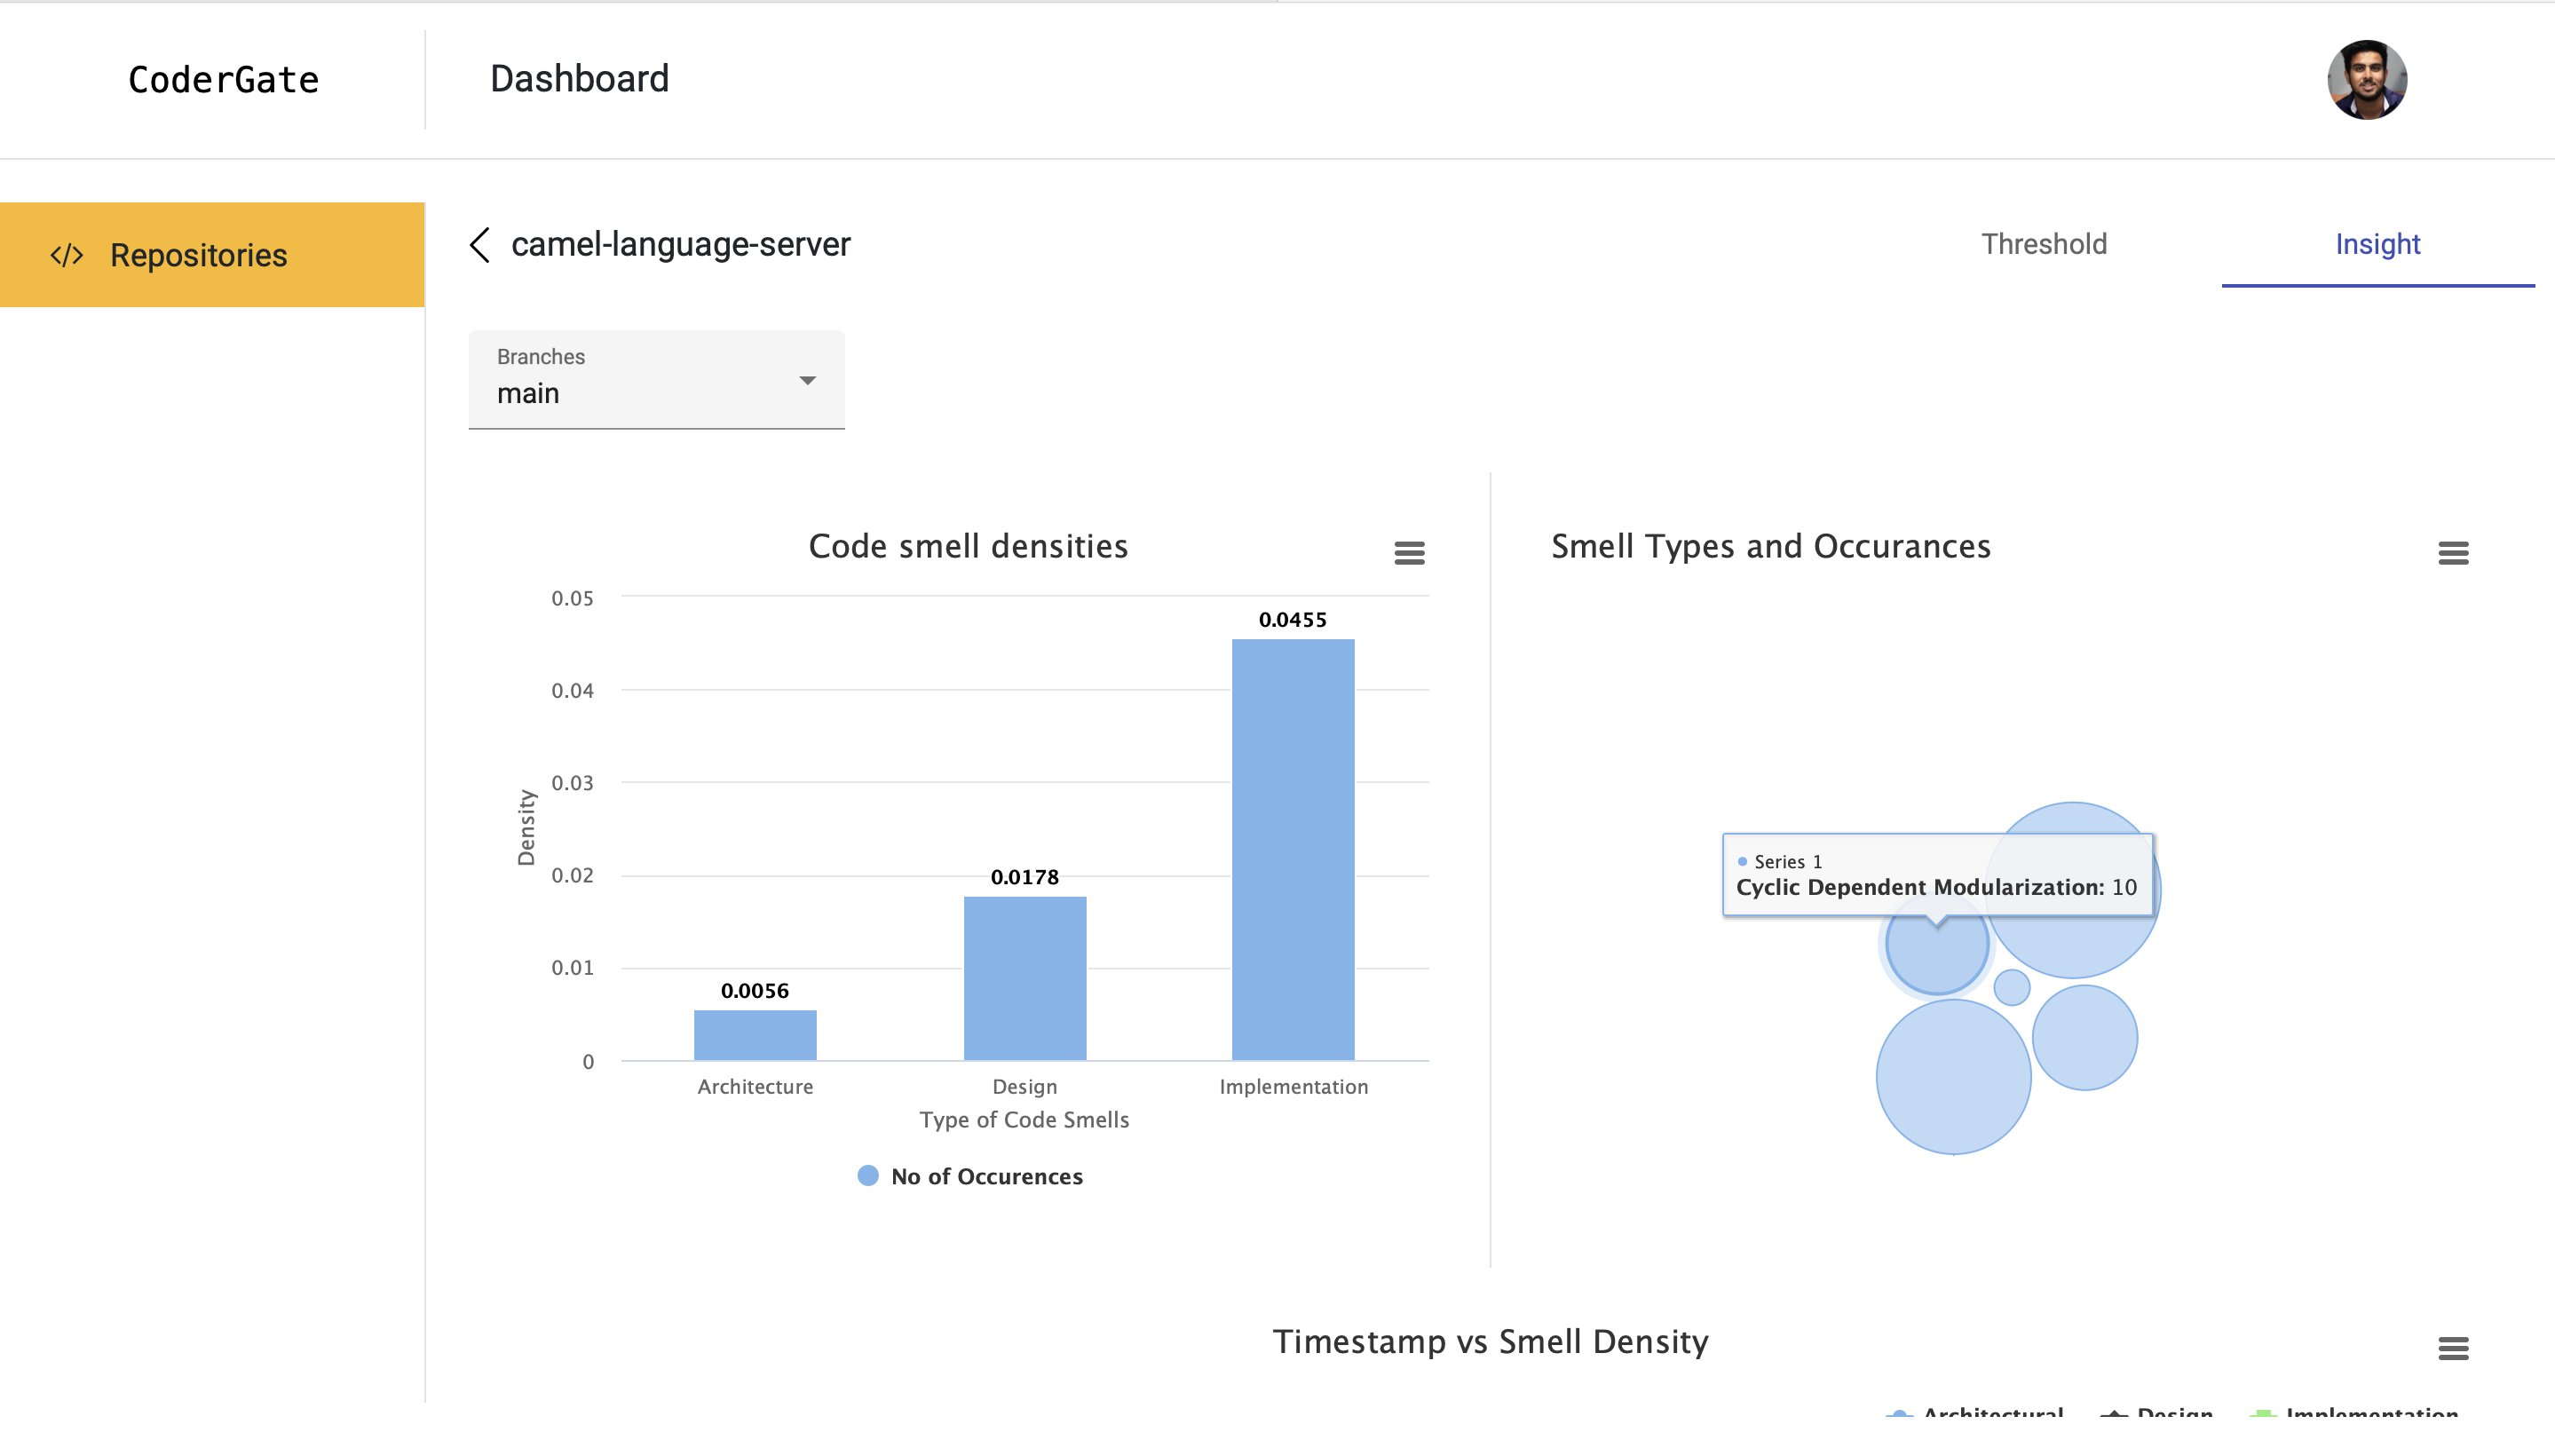 CoderGate
Dashboard
</> Repositories
camel-language-server
Threshold
Insight
Branches
main
Code smell densities
0.05
0.04
0.03
0.02
0.01
0
Density
0.0056
0.0178
0.0455
Architecture
Design
Implementation
Type of Code Smells
No of Occurences
Smell Types and Occurances
Series 1
Cyclic Dependent Modularization: 10
Timestamp vs Smell Density
Architectural
Design
Implementation